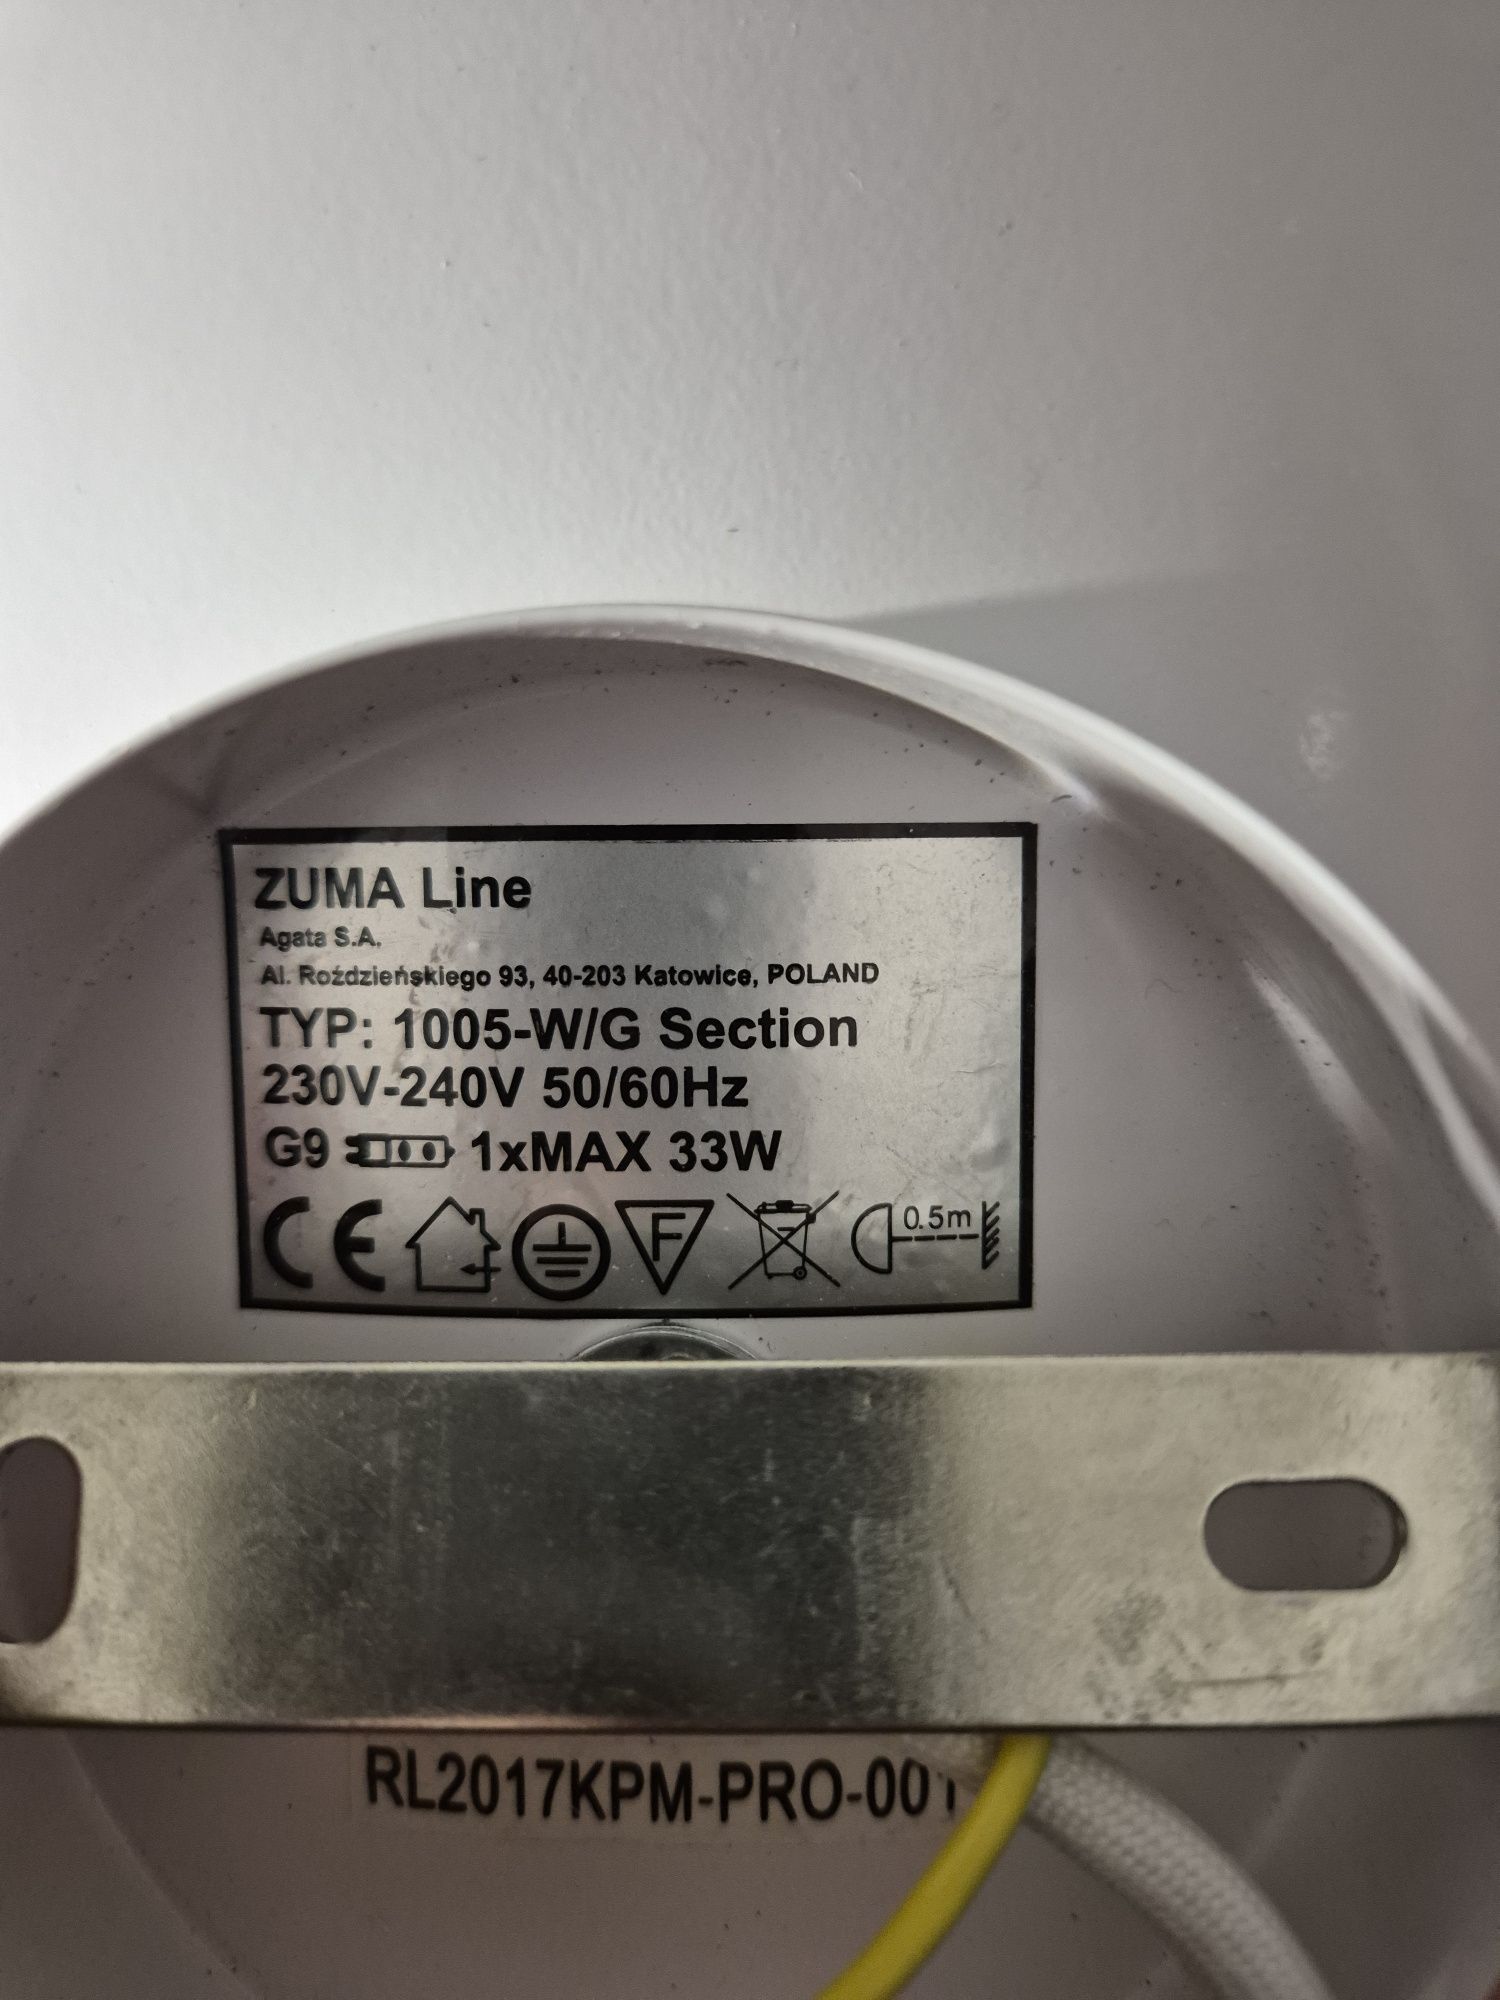 ZUMA Line
Agata S.A.
Al. Roździeńskiego 93, 40-203 Katowice, POLAND
TYP: 1005-W/G Section
230V-240V 50/60Hz
G9 1xMAX 33W
CE F 0.5m
RL2017KPM-PRO-001